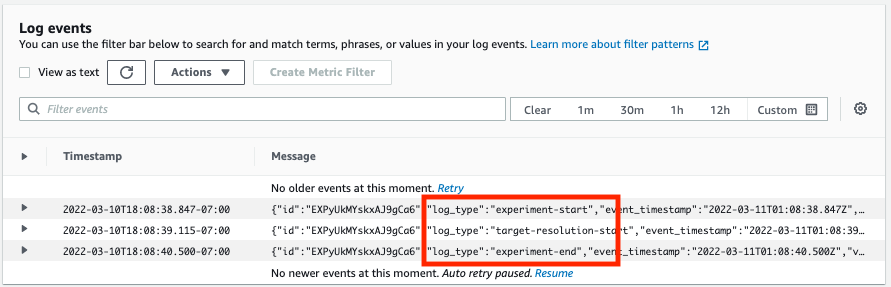 Log events
You can use the filter bar below to search for and match terms, phrases, or values in your log events. Learn more about filter patterns
View as text
Actions
Create Metric Filter
Filter events
Clear 1m 30m 1h 12h Custom
Timestamp Message
No older events at this moment. Retry
2022-03-10T18:08:38.847-07:00 {"id":"EXPyUkMYskxAJ9gCa6" "log_type":"experiment-start","event_timestamp":"2022-03-11T01:08:38.847Z",…
2022-03-10T18:08:39.115-07:00 {"id":"EXPyUkMYskxAJ9gCa6" "log_type":"target-resolution-start","event_timestamp":"2022-03-11T01:08:39…
2022-03-10T18:08:40.500-07:00 {"id":"EXPyUkMYskxAJ9gCa6" "log_type":"experiment-end","event_timestamp":"2022-03-11T01:08:40.500Z","v…
No newer events at this moment. Auto retry paused. Resume